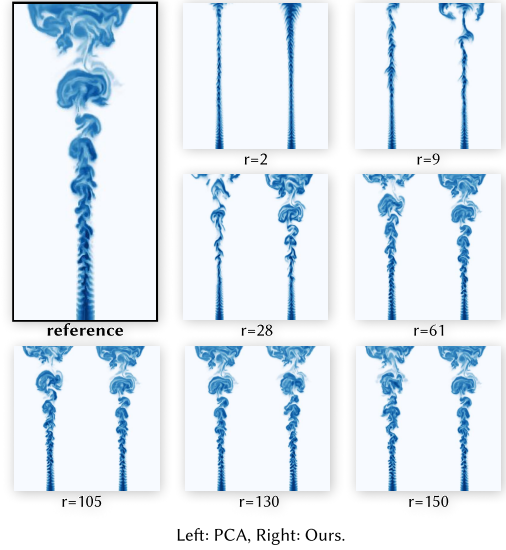 r=2
r=9
reference
r=28
r=61
r=105
r=130
r=150
Left: PCA, Right: Ours.